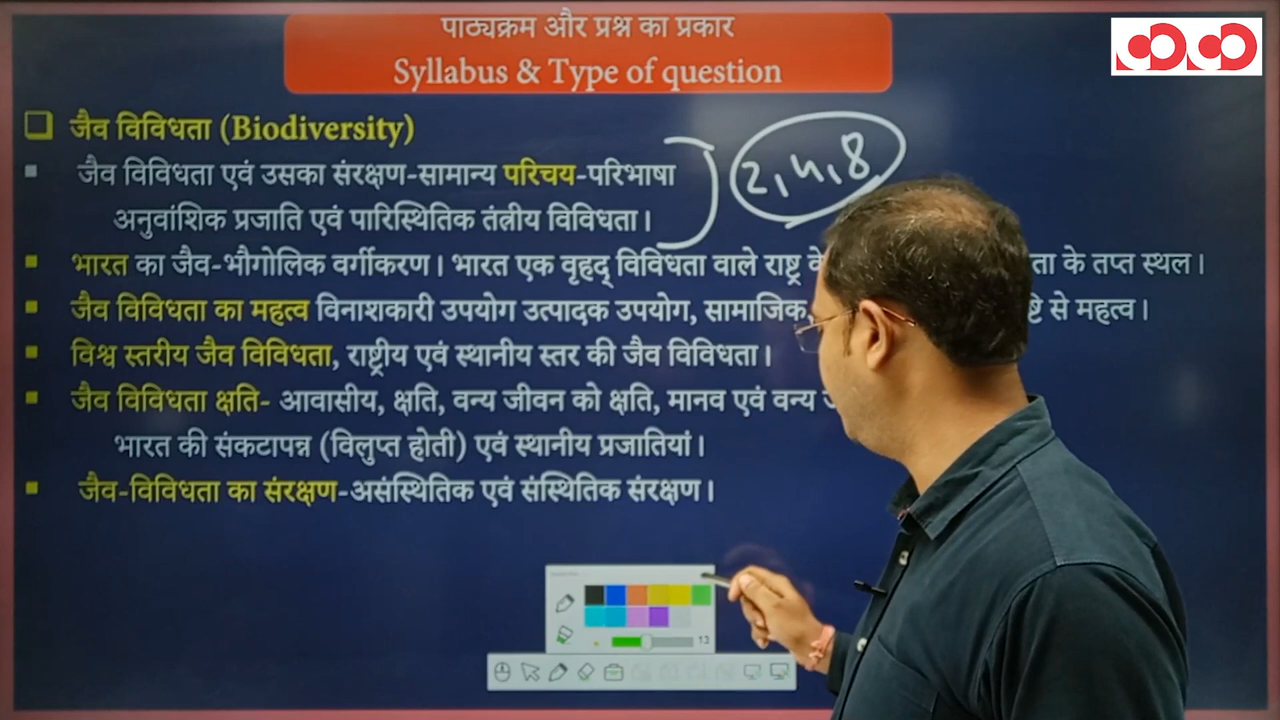 पाठ्यक्रम और प्रश्न का प्रकार
Syllabus & Type of question
जैव विविधता (Biodiversity)
जैव विविधता एवं उसका संरक्षण-सामान्य परिचय-परिभाषा
2, 4, 8
अनुवांशिक प्रजाति एवं पारिस्थितिक तंत्रीय विविधता।
भारत का जैव-भौगोलिक वर्गीकरण। भारत एक वृहद् विविधता वाले राष्ट्र के तप्त स्थल।
जैव विविधता का महत्व विनाशकारी उपयोग उत्पादक उपयोग, सामाजिक से महत्व।
विश्व स्तरीय जैव विविधता, राष्ट्रीय एवं स्थानीय स्तर की जैव विविधता।
जैव विविधता क्षति- आवासीय, क्षति, वन्य जीवन को क्षति, मानव एवं वन्य
भारत की संकटापन्न (विलुप्त होती) एवं स्थानीय प्रजातियां।
जैव-विविधता का संरक्षण-असंस्थितिक एवं संस्थितिक संरक्षण।
13